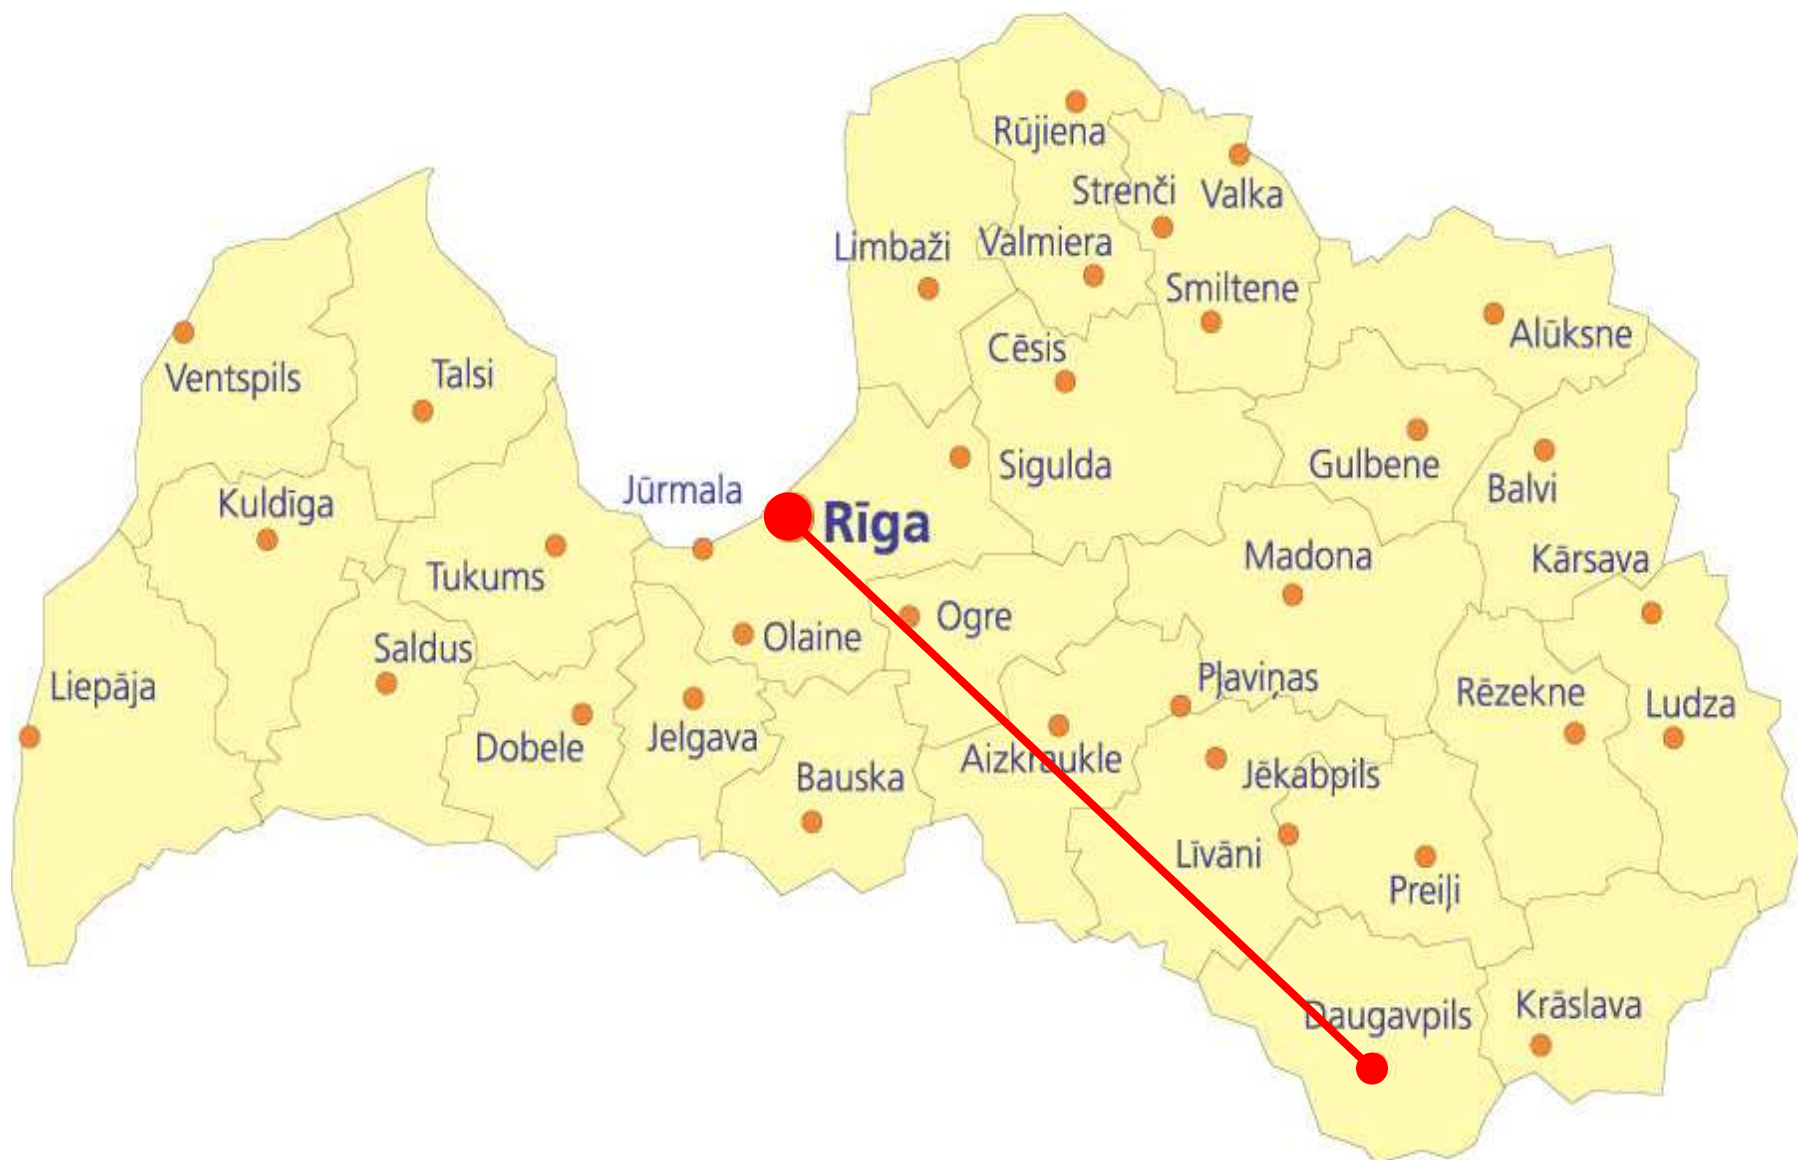 Rūjiena
Strenči
Valka
Limbaži
Valmiera
Smiltene
Alūksne
Cēsis
Ventspils
Talsi
Sigulda
Gulbene
Balvi
Jūrmala
Kuldīga
Rīga
Madona
Kārsava
Tukums
Ogre
Olaine
Saldus
Liepāja
Pļaviņas
Rēzekne
Ludza
Dobele
Jelgava
Bauska
Aizkraukle
Jēkabpils
Līvāni
Preiļi
Daugavpils
Krāslava